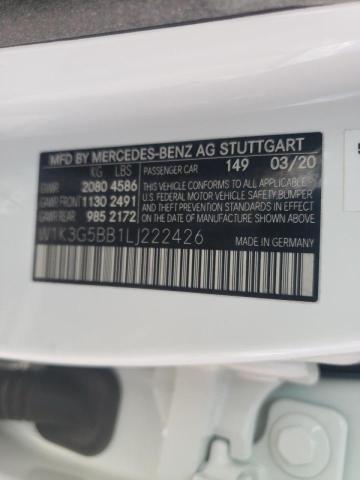 MFD BY MERCEDES-BENZ AG STUTTGART
KG LBS PASSENGER CAR 149 03/20
GVWR 2080 4586
GAWR FRONT 1130 2491
GAWR REAR 985 2172
THIS VEHICLE CONFORMS TO ALL APPLICABLE
U.S. FEDERAL MOTOR VEHICLE SAFETY, BUMPER,
AND THEFT PREVENTION STANDARDS IN EFFECT
ON THE DATE OF MANUFACTURE SHOWN ABOVE
W1K3G5BB1LJ222426 MADE IN GERMANY